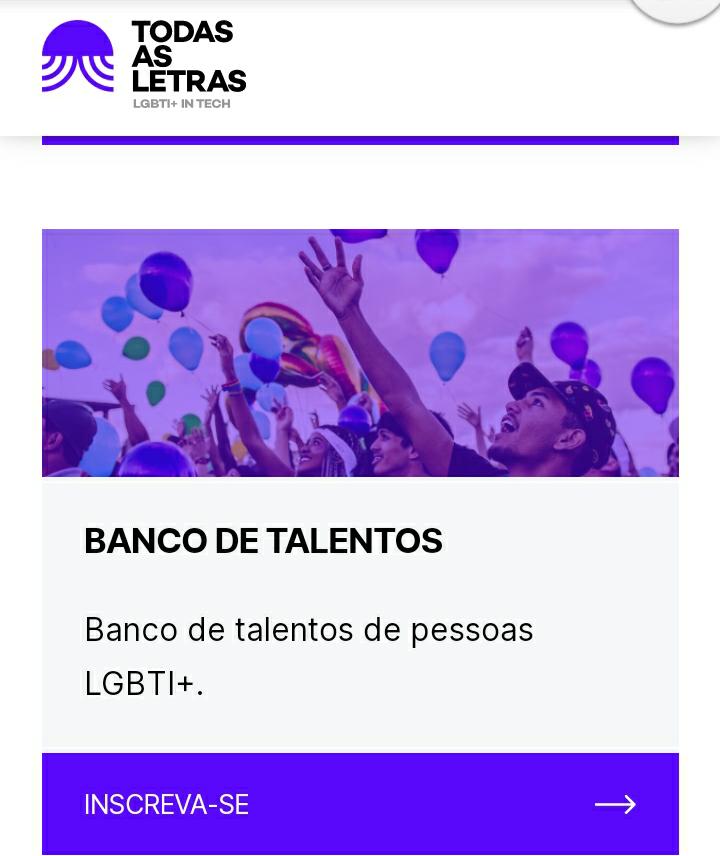 TODAS
AS
LETRAS
LGBTI+ IN TECH
BANCO DE TALENTOS
Banco de talentos de pessoas
LGBTI+.
INSCREVA-SE